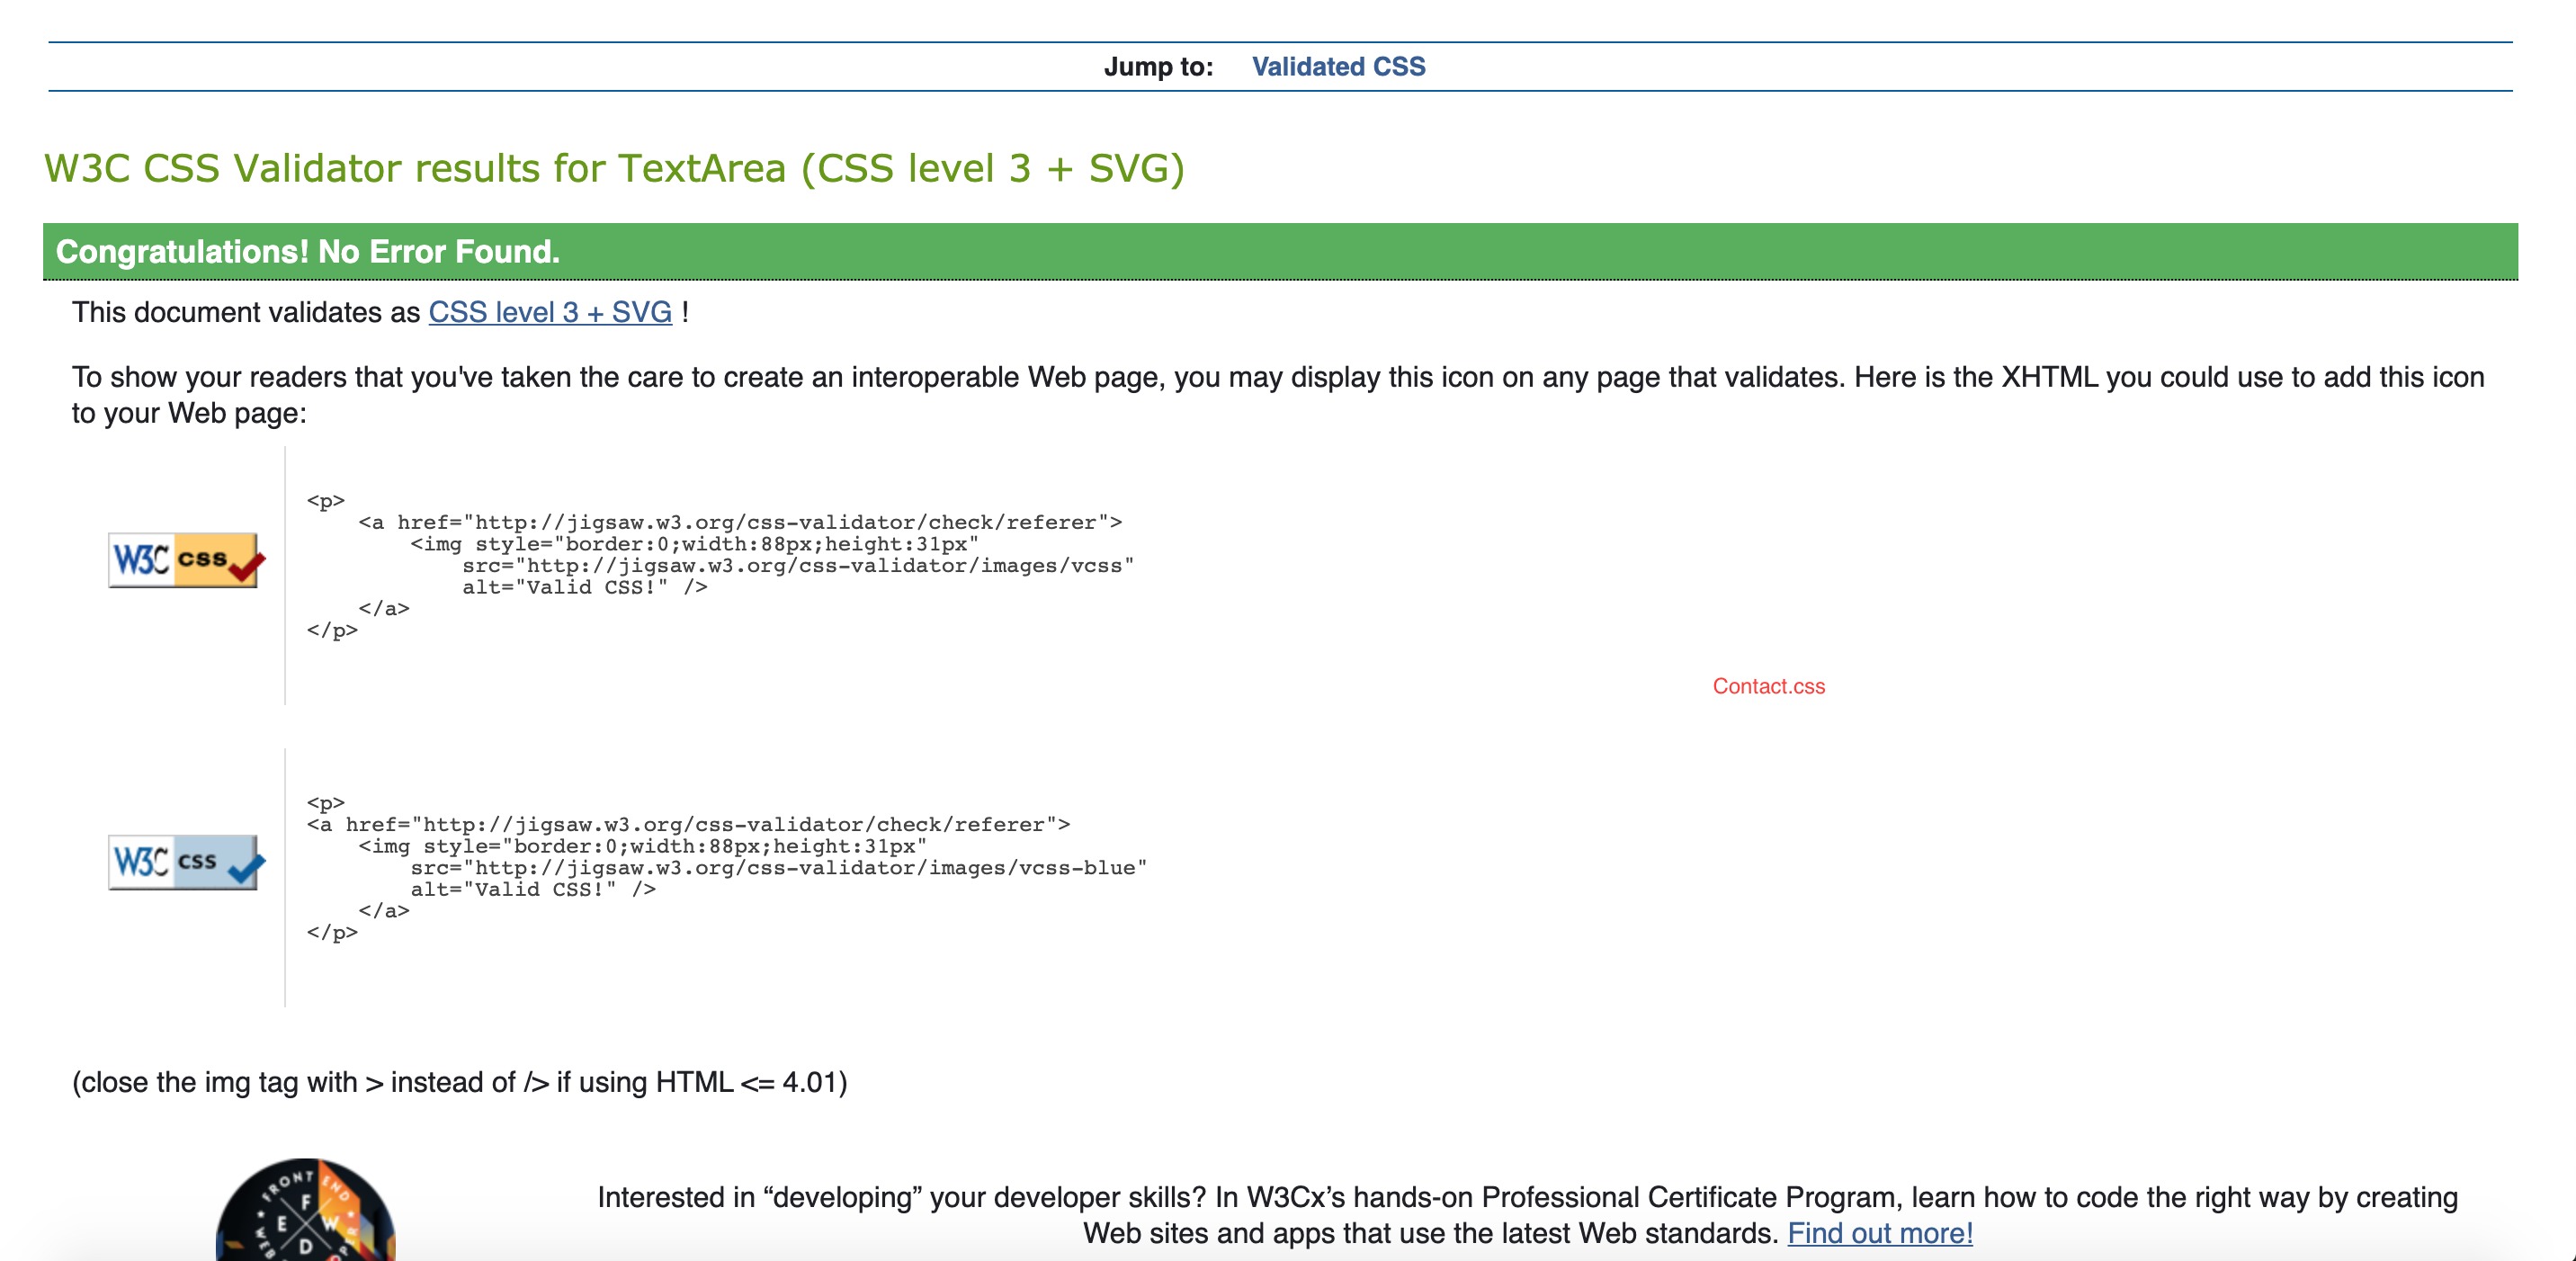 Jump to: Validated CSS
W3C CSS Validator results for TextArea (CSS level 3 + SVG)
Congratulations! No Error Found.
This document validates as CSS level 3 + SVG !
To show your readers that you've taken the care to create an interoperable Web page, you may display this icon on any page that validates. Here is the XHTML you could use to add this icon
to your Web page:
W3C css
<p>
    <a href="http://jigsaw.w3.org/css-validator/check/referer">
        <img style="border:0;width:88px;height:31px"
            src="http://jigsaw.w3.org/css-validator/images/vcss"
            alt="Valid CSS!" />
    </a>
</p>
Contact.css
W3C css
<p>
<a href="http://jigsaw.w3.org/css-validator/check/referer">
    <img style="border:0;width:88px;height:31px"
        src="http://jigsaw.w3.org/css-validator/images/vcss-blue"
        alt="Valid CSS!" />
    </a>
</p>
(close the img tag with > instead of /> if using HTML <= 4.01)
FRONT END
F E W D
Interested in “developing” your developer skills? In W3Cx’s hands-on Professional Certificate Program, learn how to code the right way by creating
Web sites and apps that use the latest Web standards. Find out more!